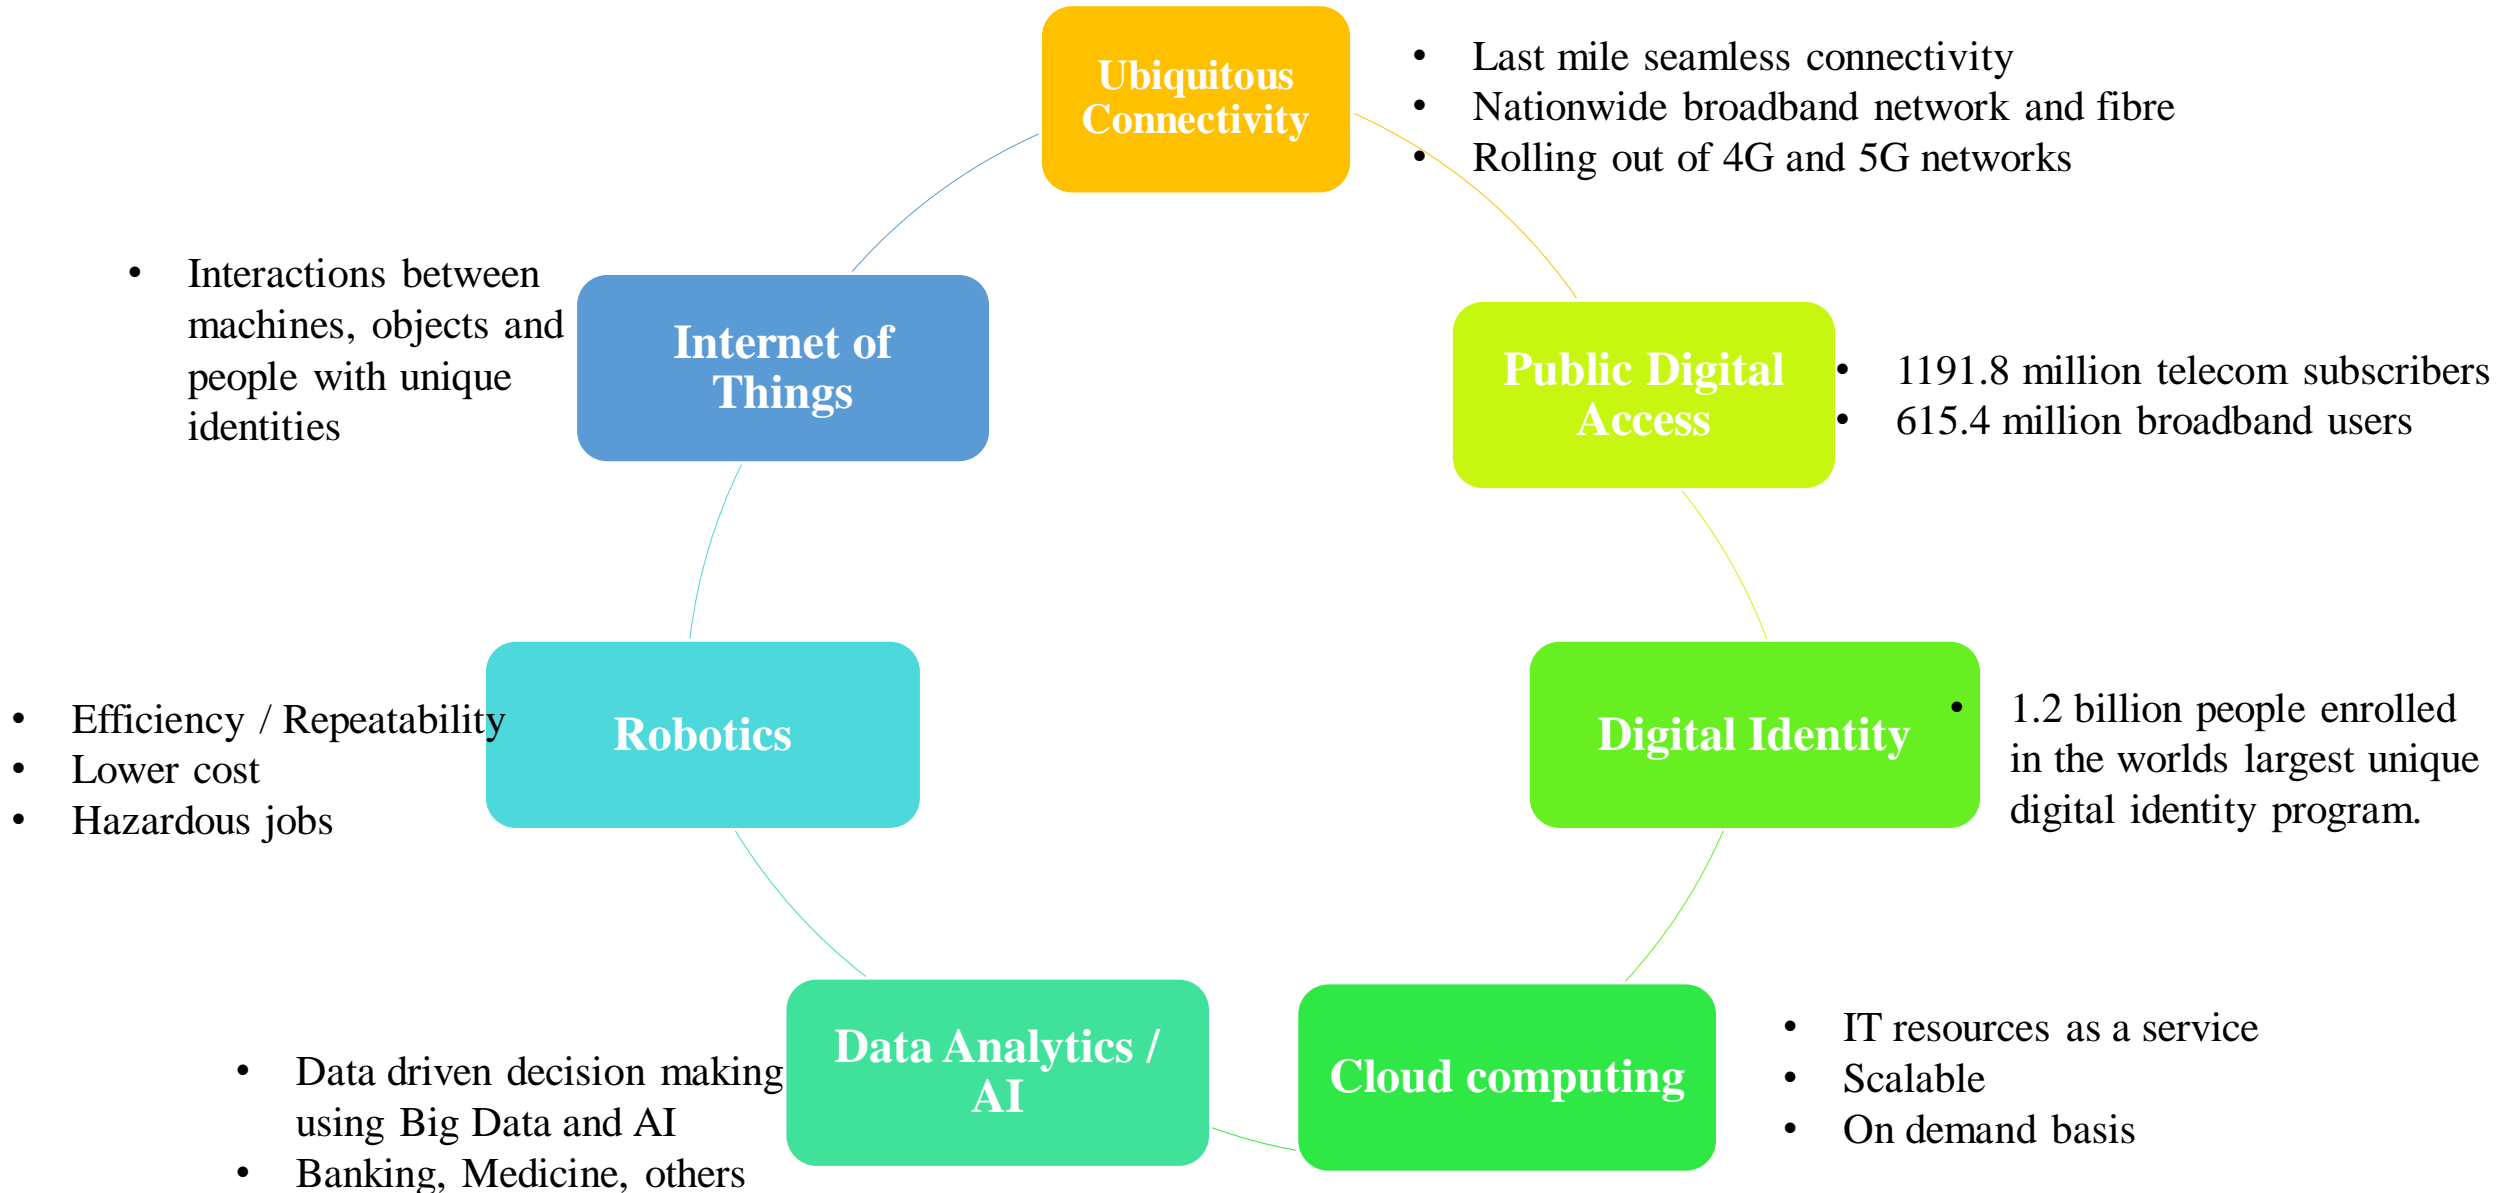 Ubiquitous
Connectivity
• Last mile seamless connectivity
• Nationwide broadband network and fibre
• Rolling out of 4G and 5G networks
Public Digital
Access
• 1191.8 million telecom subscribers
• 615.4 million broadband users
Digital Identity
• 1.2 billion people enrolled
in the worlds largest unique
digital identity program.
Cloud computing
• IT resources as a service
• Scalable
• On demand basis
Data Analytics /
AI
• Data driven decision making
using Big Data and AI
• Banking, Medicine, others
Robotics
• Efficiency / Repeatability
• Lower cost
• Hazardous jobs
Internet of
Things
• Interactions between
machines, objects and
people with unique
identities